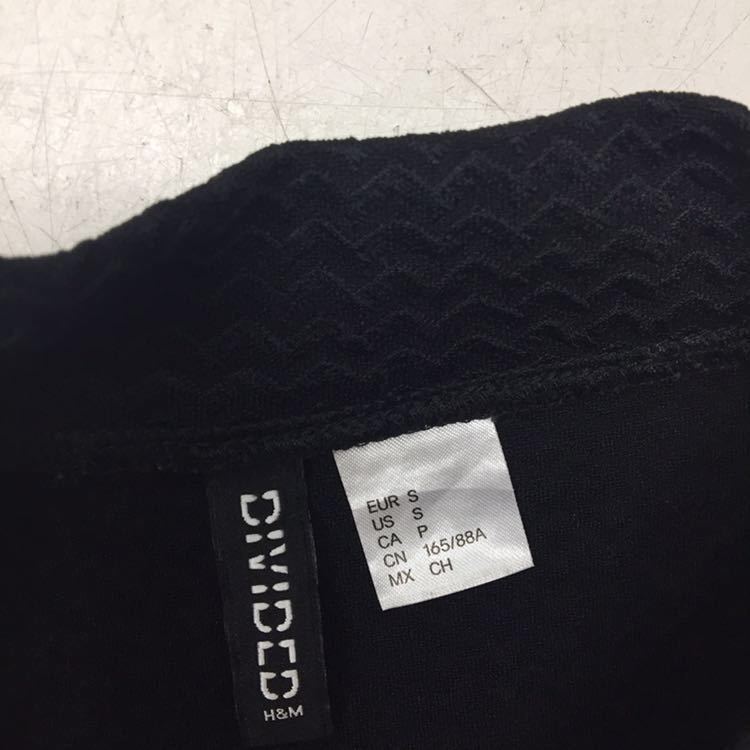 DIVIDED
H&M
EUR S
US S
CA P
CN 165/88A
MX CH